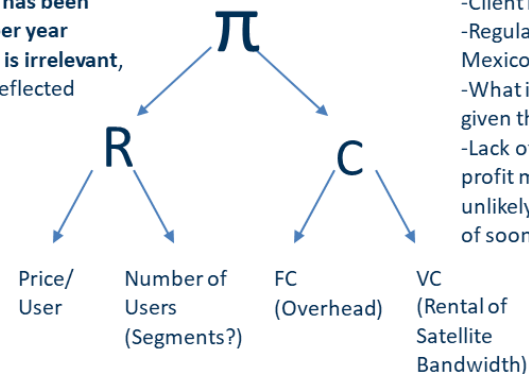 has been
per year
is irrelevant,
eflected
π
R
C
Price/
User
Number of
Users
(Segments?)
FC
(Overhead)
VC
(Rental of
Satellite
Bandwidth)
-Client
-Regula
Mexico
-What i
given th
-Lack o
profit m
unlikely
of soon